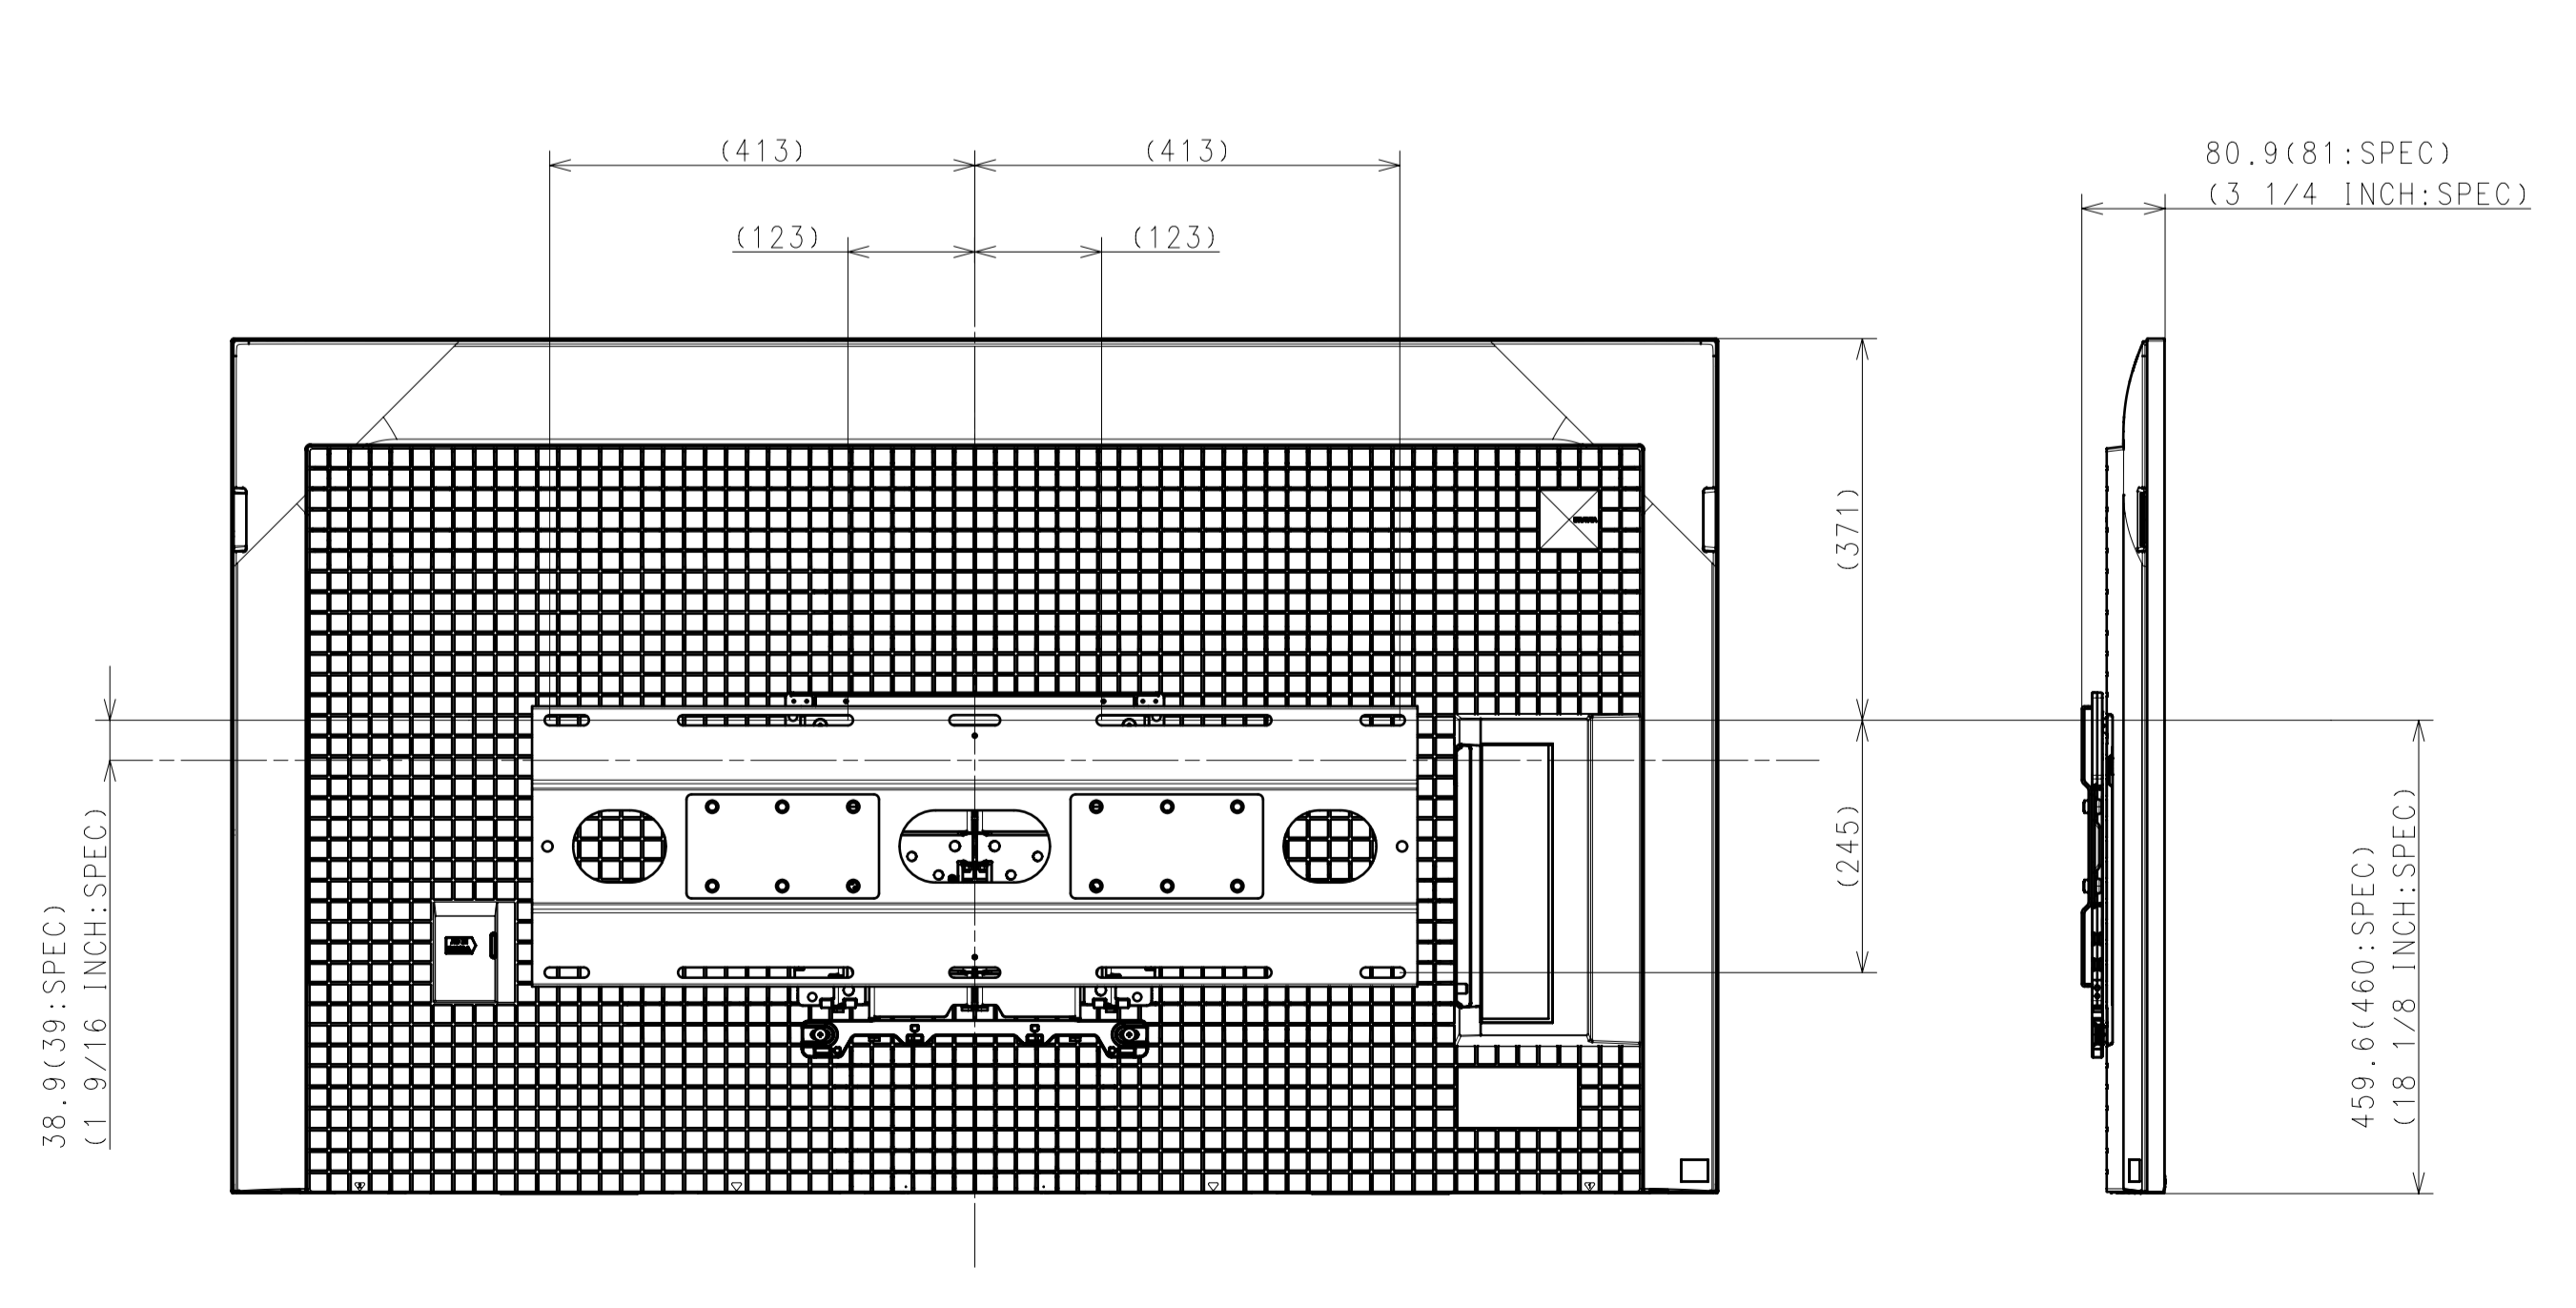 (413)
(413)
80.9(81:SPEC)
(3 1/4 INCH:SPEC)
(123)
(123)
(371)
(245)
38.9(39:SPEC)
(1 9/16 INCH:SPEC)
459.6(460:SPEC)
(18 1/8 INCH:SPEC)